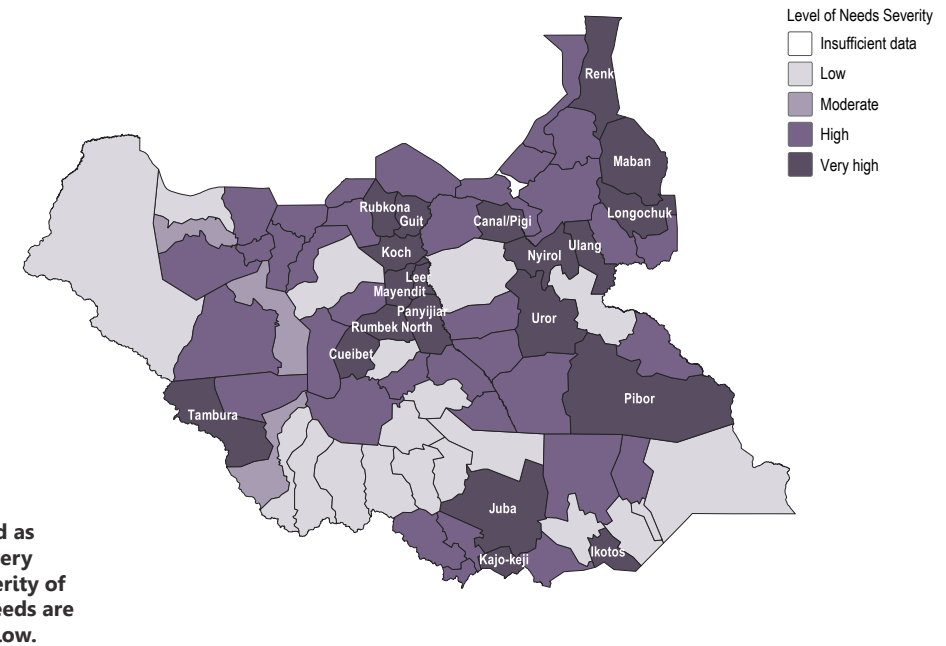 Level of Needs Severity
Insufficient data
Low
Moderate
High
Very high
Renk
Maban
Longochuk
Rubkona
Guit
Canal/Pigi
Ulang
Nyirol
Koch
Leer
Mayendit
Panyijiar
Uror
Rumbek North
Cueibet
Pibor
Tambura
Juba
Ikotos
Kajo-keji
d as
very
erity of
eeds are
low.